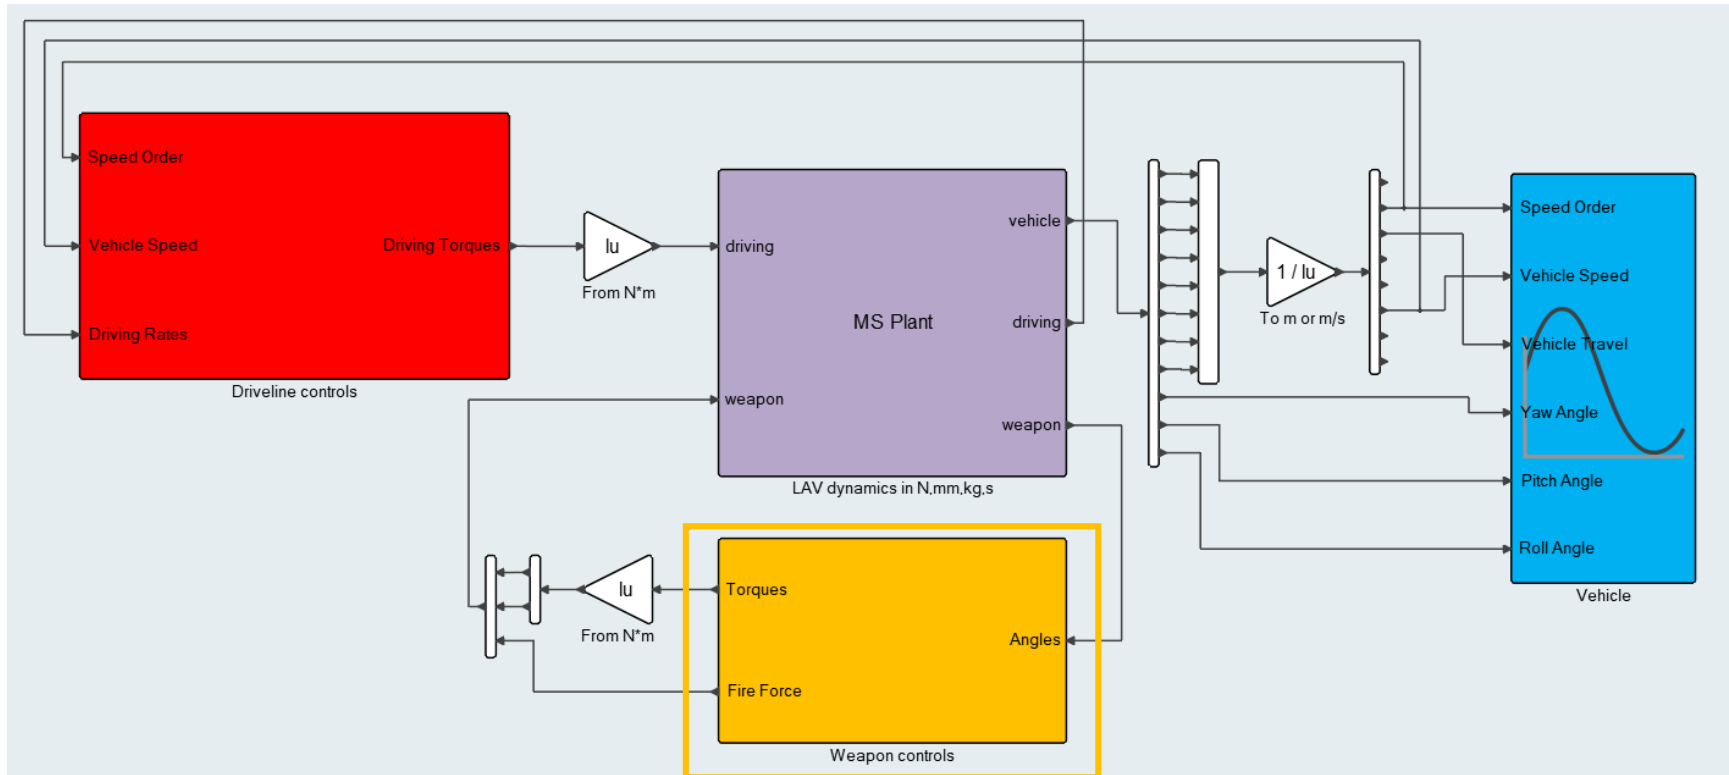 Speed Order
Vehicle Speed
Driving Torques
Driving Rates
Driveline controls
lu
From N*m
vehicle
driving
MS Plant
driving
weapon
weapon
LAV dynamics in N,mm,kg,s
1 / lu
To m or m/s
Speed Order
Vehicle Speed
Vehicle Travel
Yaw Angle
Pitch Angle
Roll Angle
Vehicle
lu
From N*m
Torques
Angles
Fire Force
Weapon controls